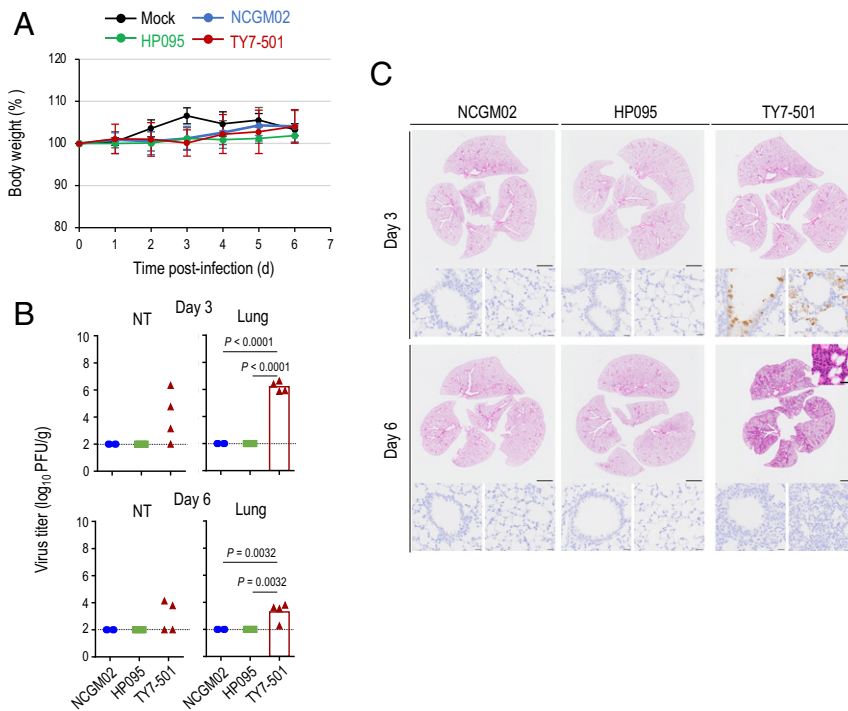 A
Mock
NCGM02
HP095
TY7-501
Body weight (% )
120
110
100
90
80
0 1 2 3 4 5 6 7
Time post-infection (d)
B
Day 3
NT
Lung
P < 0.0001
P < 0.0001
10
8
6
4
2
0
Day 6
NT
Lung
P = 0.0032
P = 0.0032
10
8
6
4
2
0
Virus titer (log10 PFU/g)
NCGM02
HP095
TY7-501
NCGM02
HP095
TY7-501
C
NCGM02 HP095 TY7-501
Day 3
Day 6